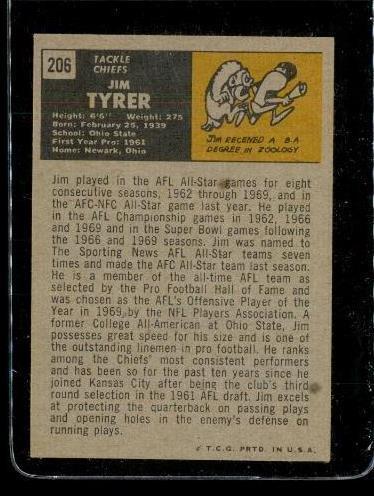 206
TACKLE
CHIEFS
JIM
TYRER
Height: 6'6" Weight: 275
Born: February 25, 1939
School: Ohio State
First Year Pro: 1961
Home: Newark, Ohio
JIM RECEIVED A B.A
DEGREE IN ZOOLOGY
Jim played in the AFL All-Star games for eight
consecutive seasons, 1962 through 1969, and in
the AFC-NFC All-Star game last year. He played
in the AFL Championship games in 1962, 1966
and 1969 and in the Super Bowl games following
the 1966 and 1969 seasons. Jim was named to
The Sporting News AFL All-Star teams seven
times and made the AFC All-Star team last season.
He is a member of the all-time AFL team as
selected by the Pro Football Hall of Fame and
was chosen as the AFL's Offensive Player of the
Year in 1969 by the NFL Players Association. A
former College All-American at Ohio State, Jim
possesses great speed for his size and is one of
the outstanding linemen in pro football. He ranks
among the Chiefs' most consistent performers
and has been so for the past ten years since he
joined Kansas City after being the club's third
round selection in the 1961 AFL draft. Jim excels
at protecting the quarterback on passing plays
and opening holes in the enemy's defense on
running plays.
T.C.G. PRTD. IN U.S.A.